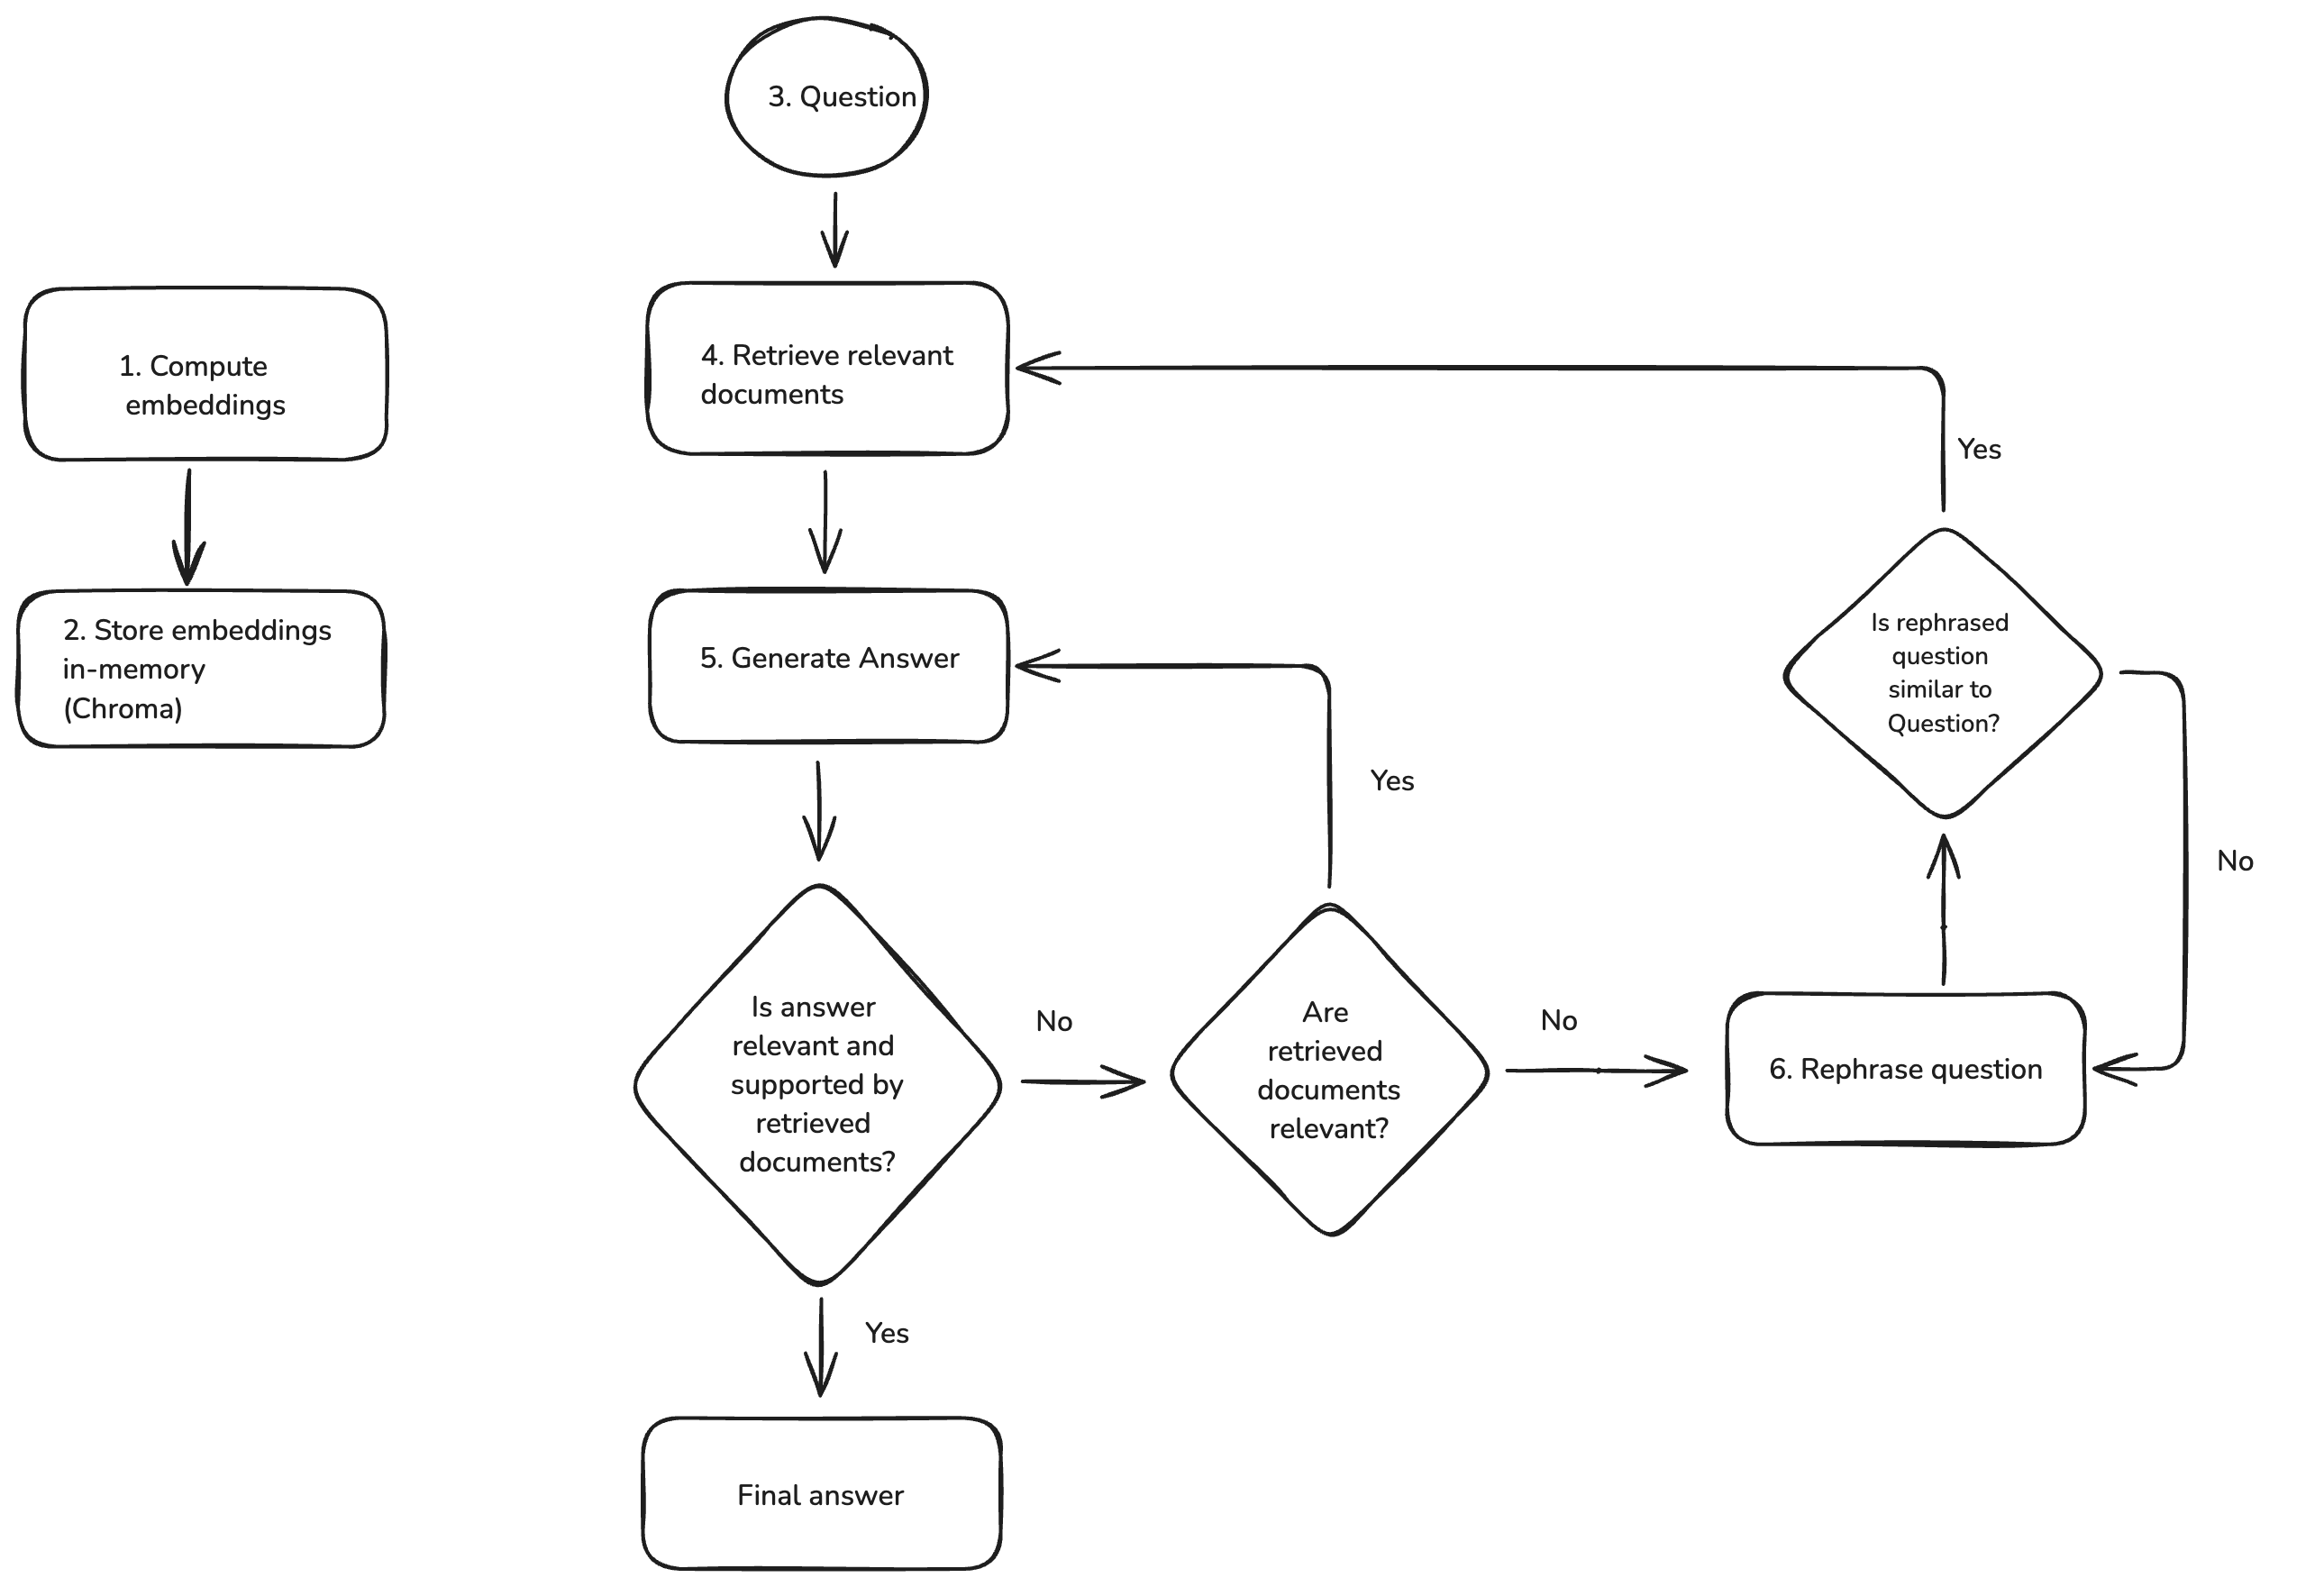 3. Question
1. Compute
embeddings
2. Store embeddings
in-memory
(Chroma)
4. Retrieve relevant
documents
5. Generate Answer
Is answer
relevant and
supported by
retrieved
documents?
No
Yes
Final answer
Are
retrieved
documents
relevant?
Yes
No
6. Rephrase question
Is rephrased
question
similar to
Question?
Yes
No